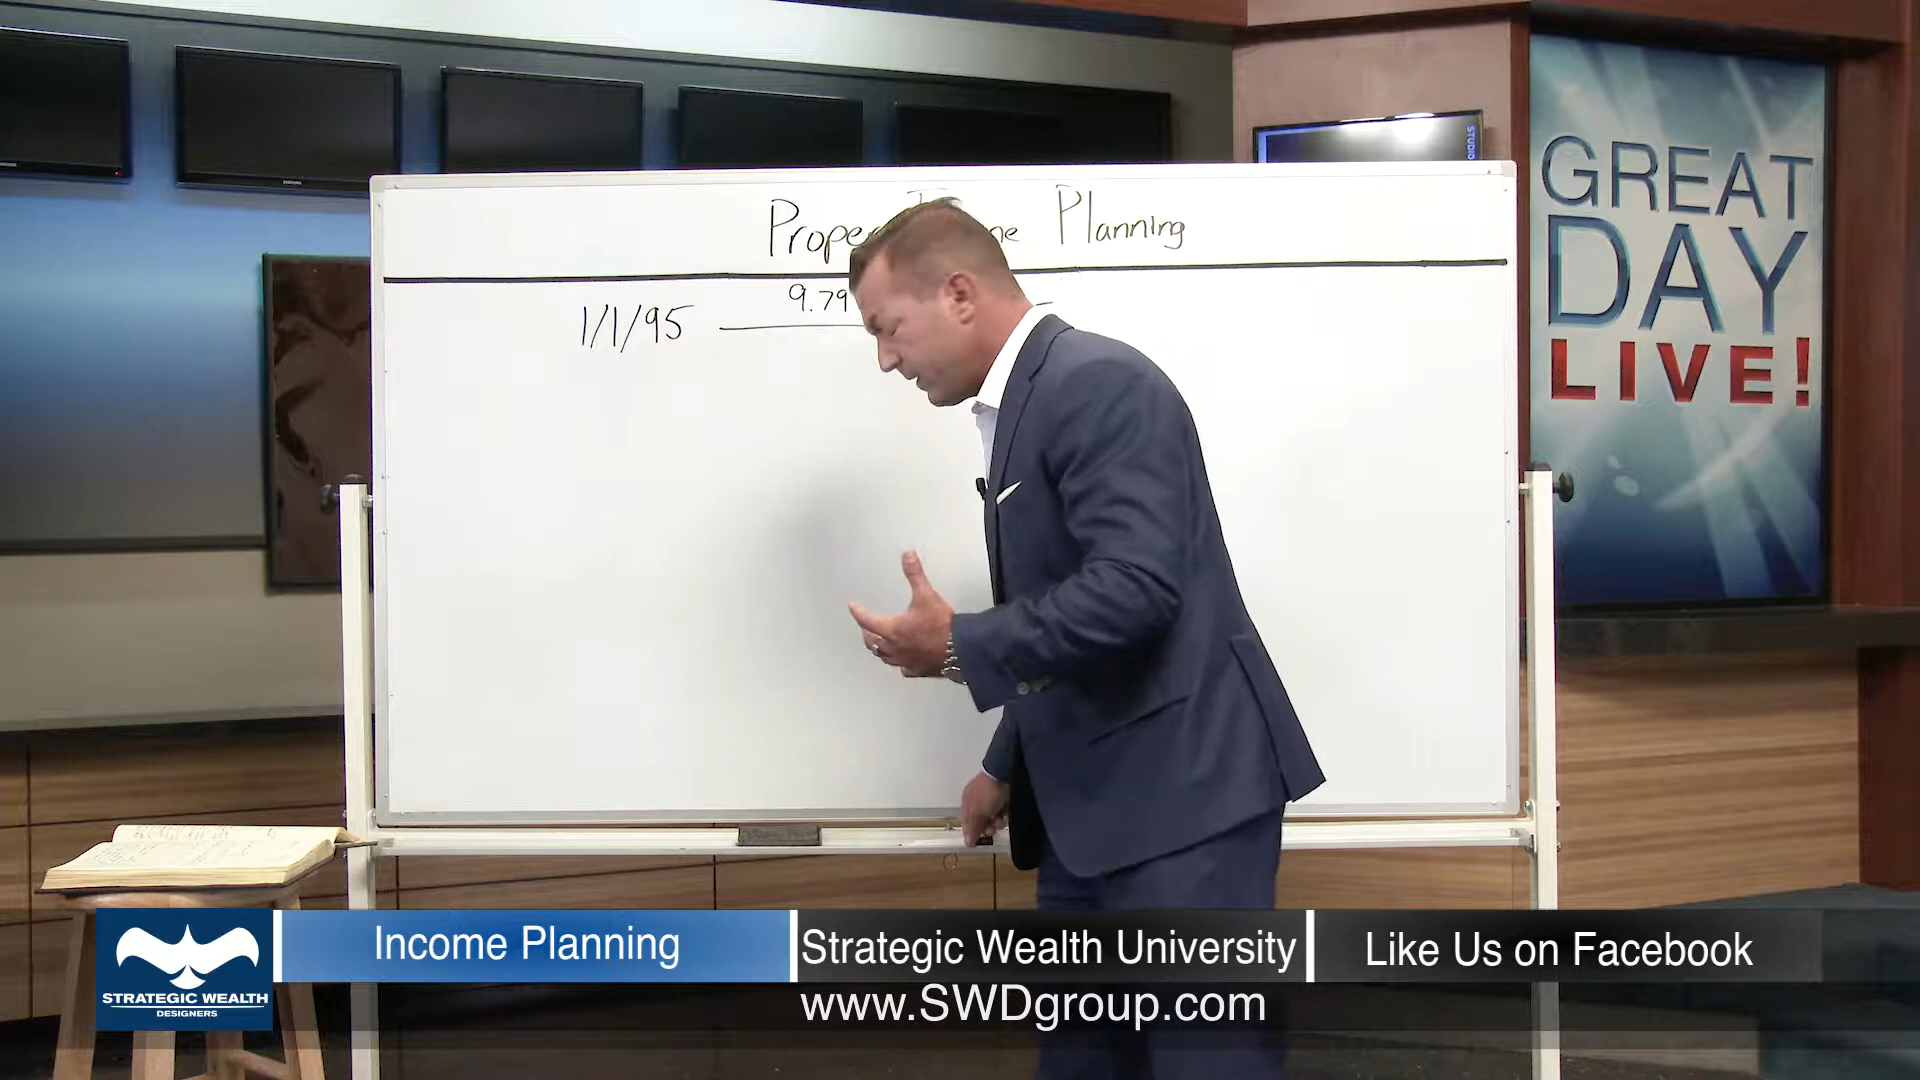 Planning
1/1/95
9.79
GREAT
DAY
LIVE!
STUDIO
STRATEGIC WEALTH
DESIGNERS
Income Planning
Strategic Wealth University
Like Us on Facebook
www.SWDgroup.com